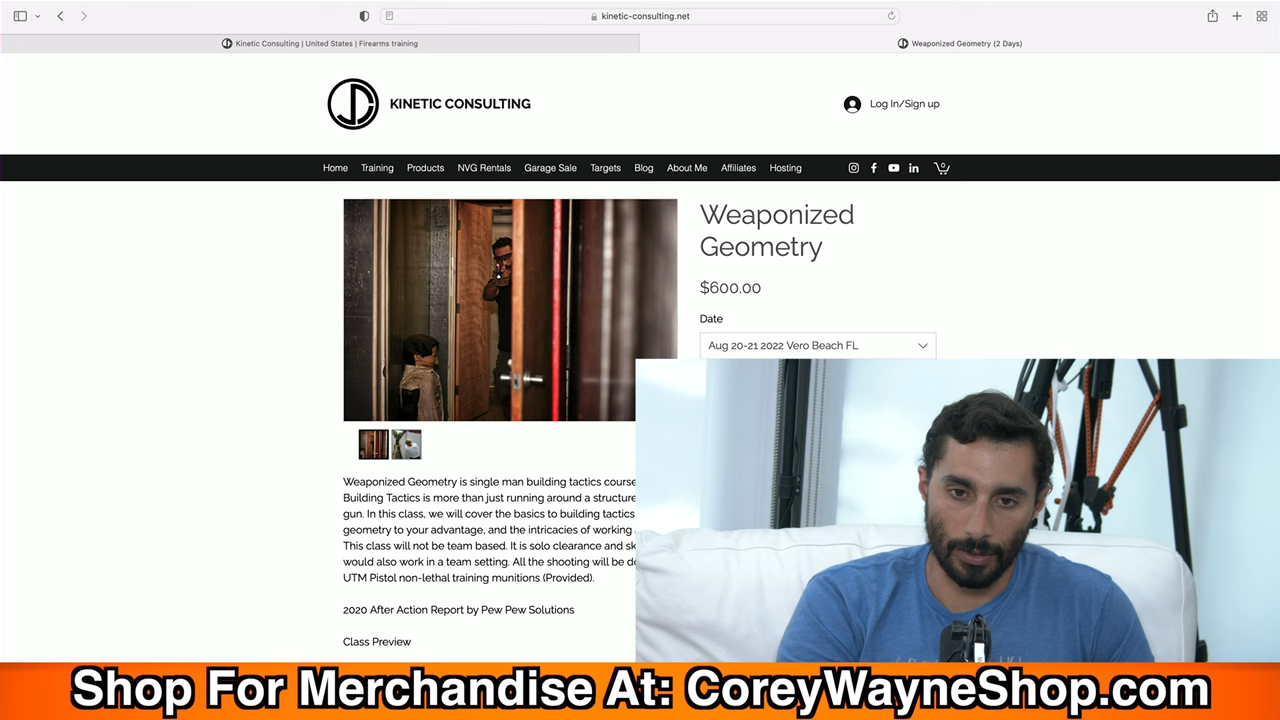 kinetic-consulting.net
Kinetic Consulting | United States | Firearms training
Weaponized Geometry (2 Days)
KINETIC CONSULTING
Log In/Sign up
Home Training Products NVG Rentals Garage Sale Targets Blog About Me Affiliates Hosting
0
Weaponized
Geometry
$600.00
Date
Aug 20-21 2022 Vero Beach FL
Weaponized Geometry is single man building tactics course
Building Tactics is more than just running around a structure
gun. In this class, we will cover the basics to building tactics
geometry to your advantage, and the intricacies of working
This class will not be team based. It is solo clearance and
would also work in a team setting. All the shooting will be
UTM Pistol non-lethal training munitions (Provided).
2020 After Action Report by Pew Pew Solutions
Class Preview
Shop For Merchandise At: CoreyWayneShop.com